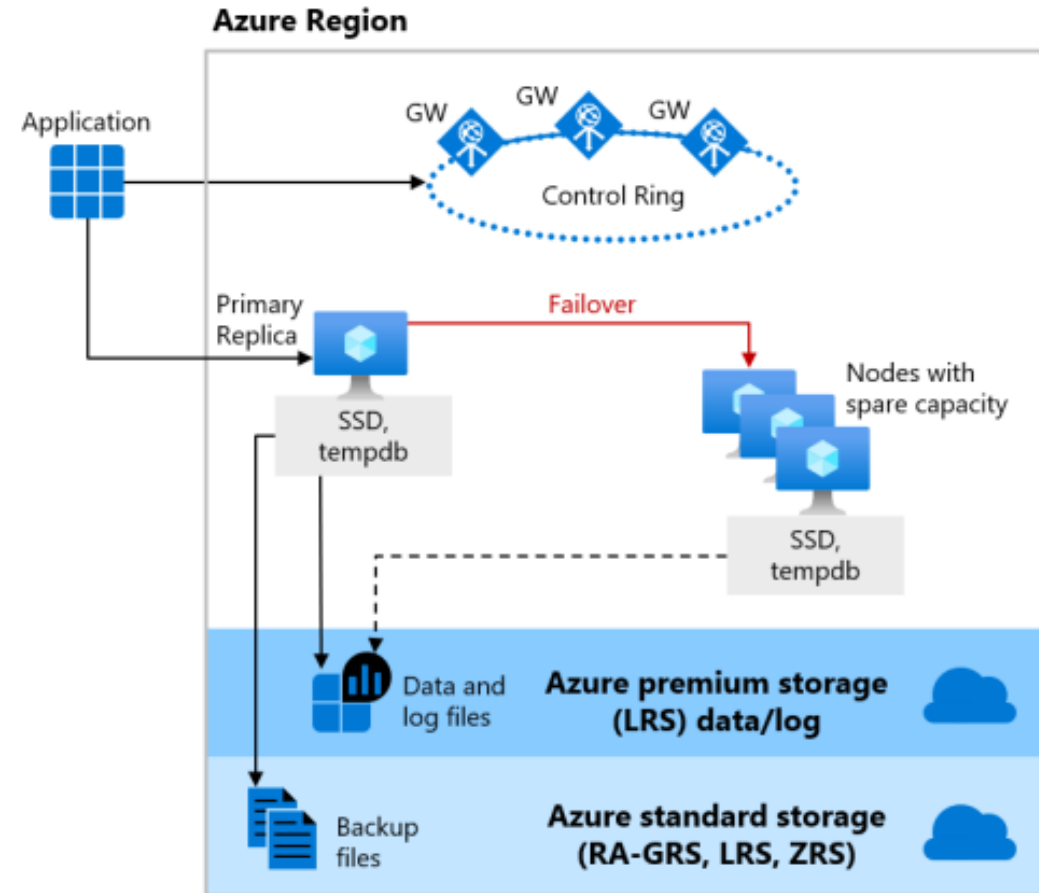 Azure Region
Application
GW
GW
GW
Control Ring
Primary
Replica
Failover
Nodes with
spare capacity
SSD,
tempdb
SSD,
tempdb
Data and
log files
Azure premium storage
(LRS) data/log
Backup
files
Azure standard storage
(RA-GRS, LRS, ZRS)